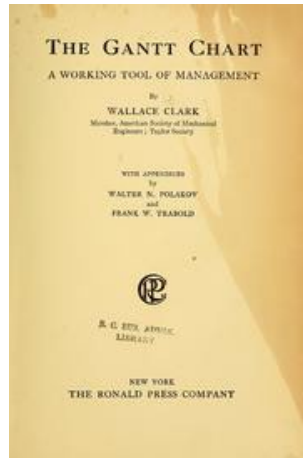 THE GANTT CHART
A WORKING TOOL OF MANAGEMENT
By
WALLACE CLARK
Member, American Society of Mechanical
Engineers; Taylor Society
WITH APPENDICES
by
WALTER N. POLAKOV
and
FRANK W. TRABOLD
LIBRARY
NEW YORK
THE RONALD PRESS COMPANY